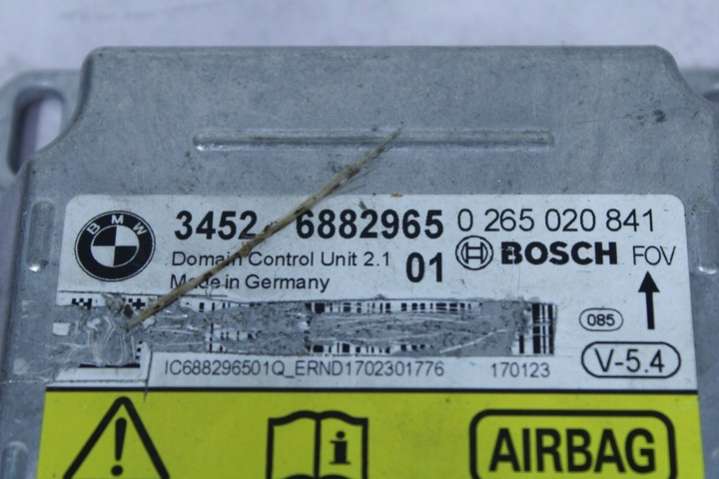 BMW
3452 6882965 0 265 020 841
Domain Control Unit 2.1 01 BOSCH FOV
Made in Germany
085
V-5.4
IC688296501Q_ERND1702301776 170123
AIRBAG